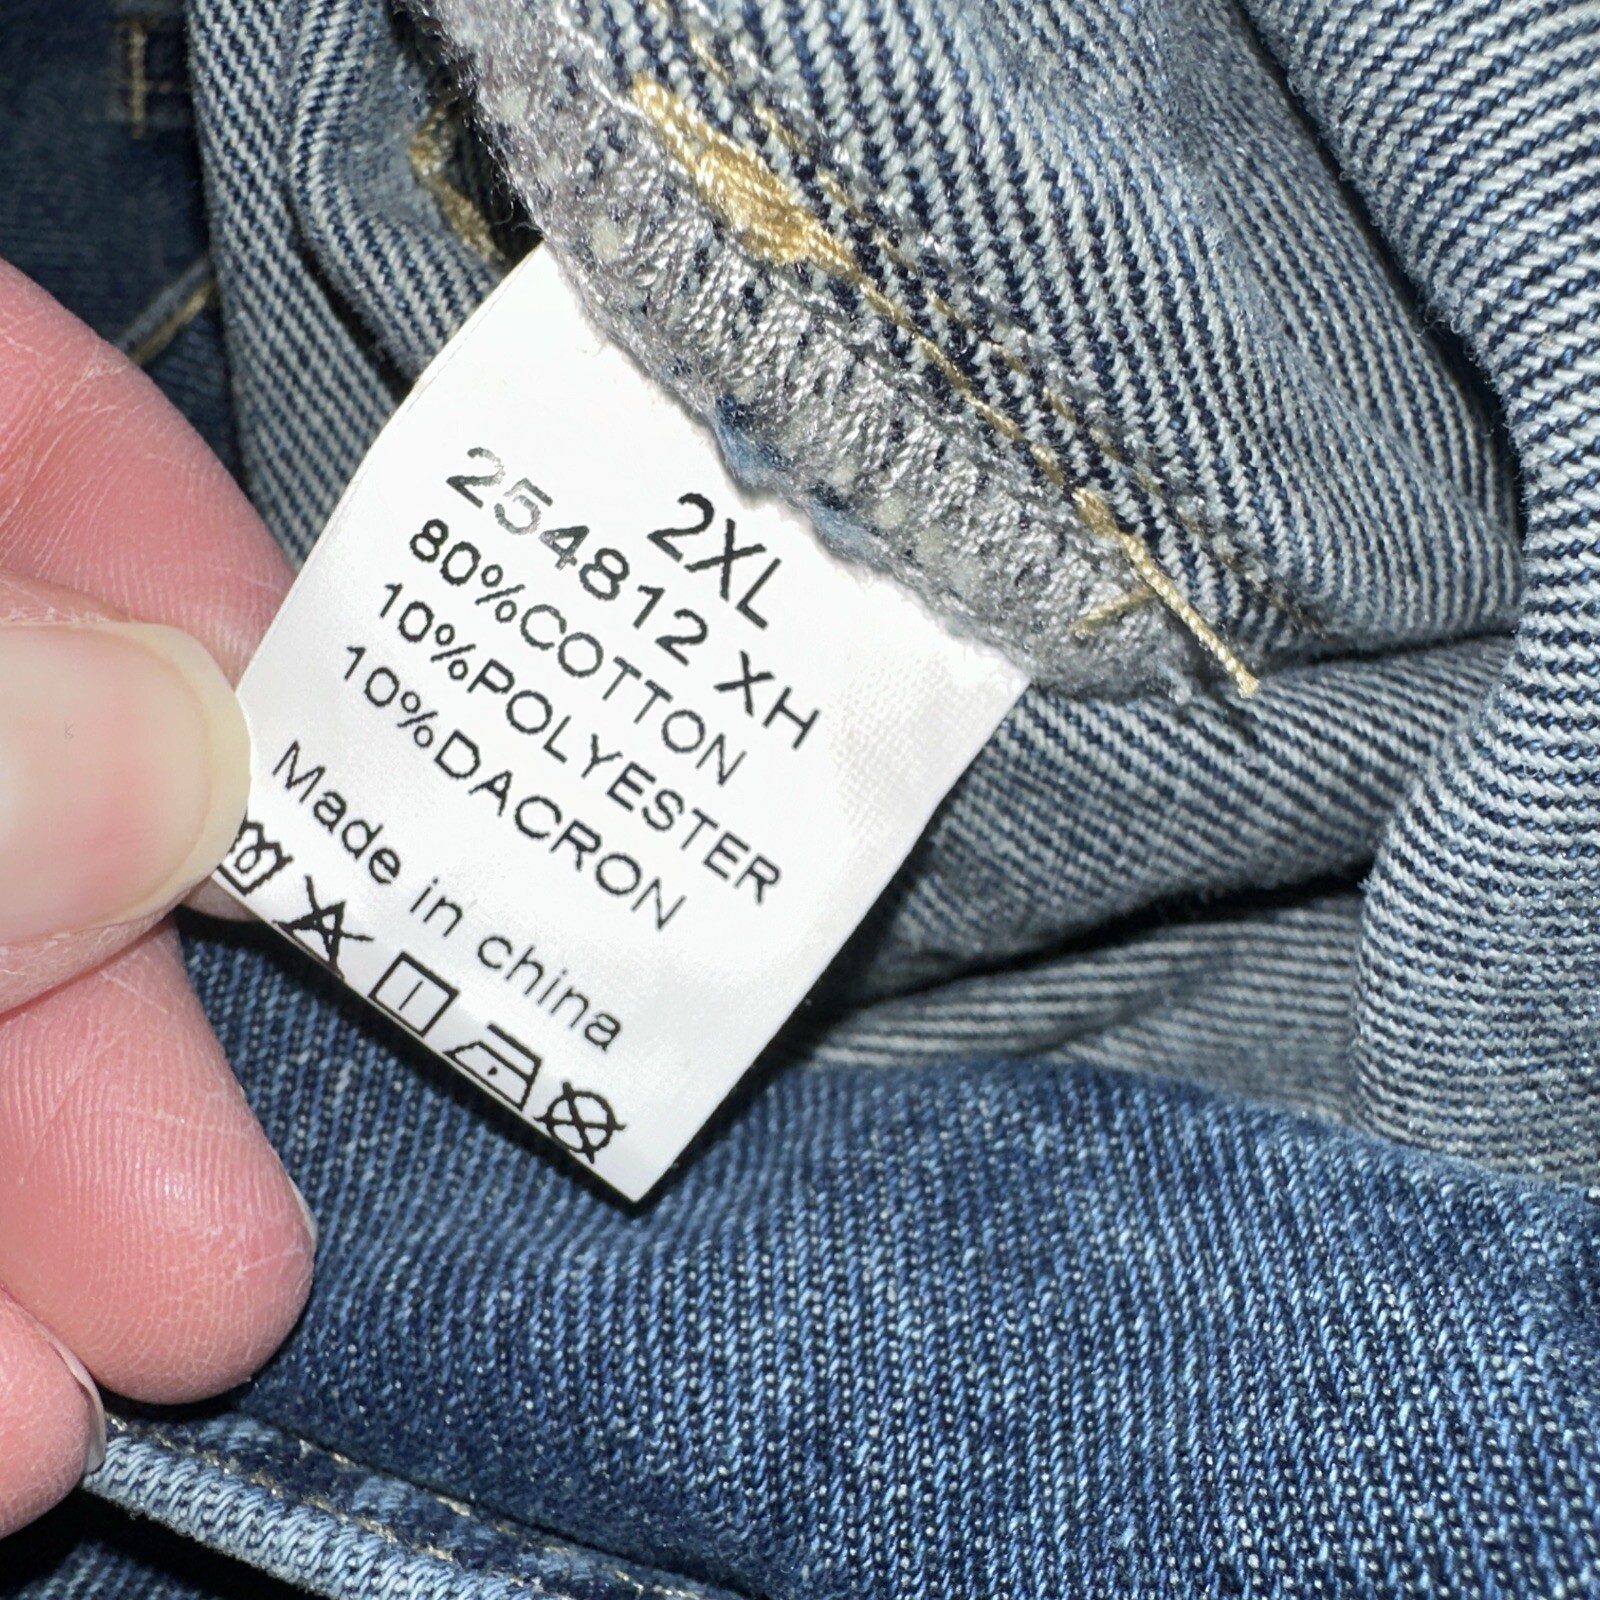 2XL
254812 XH
80%COTTON
10%POLYESTER
10%DACRON
Made in china